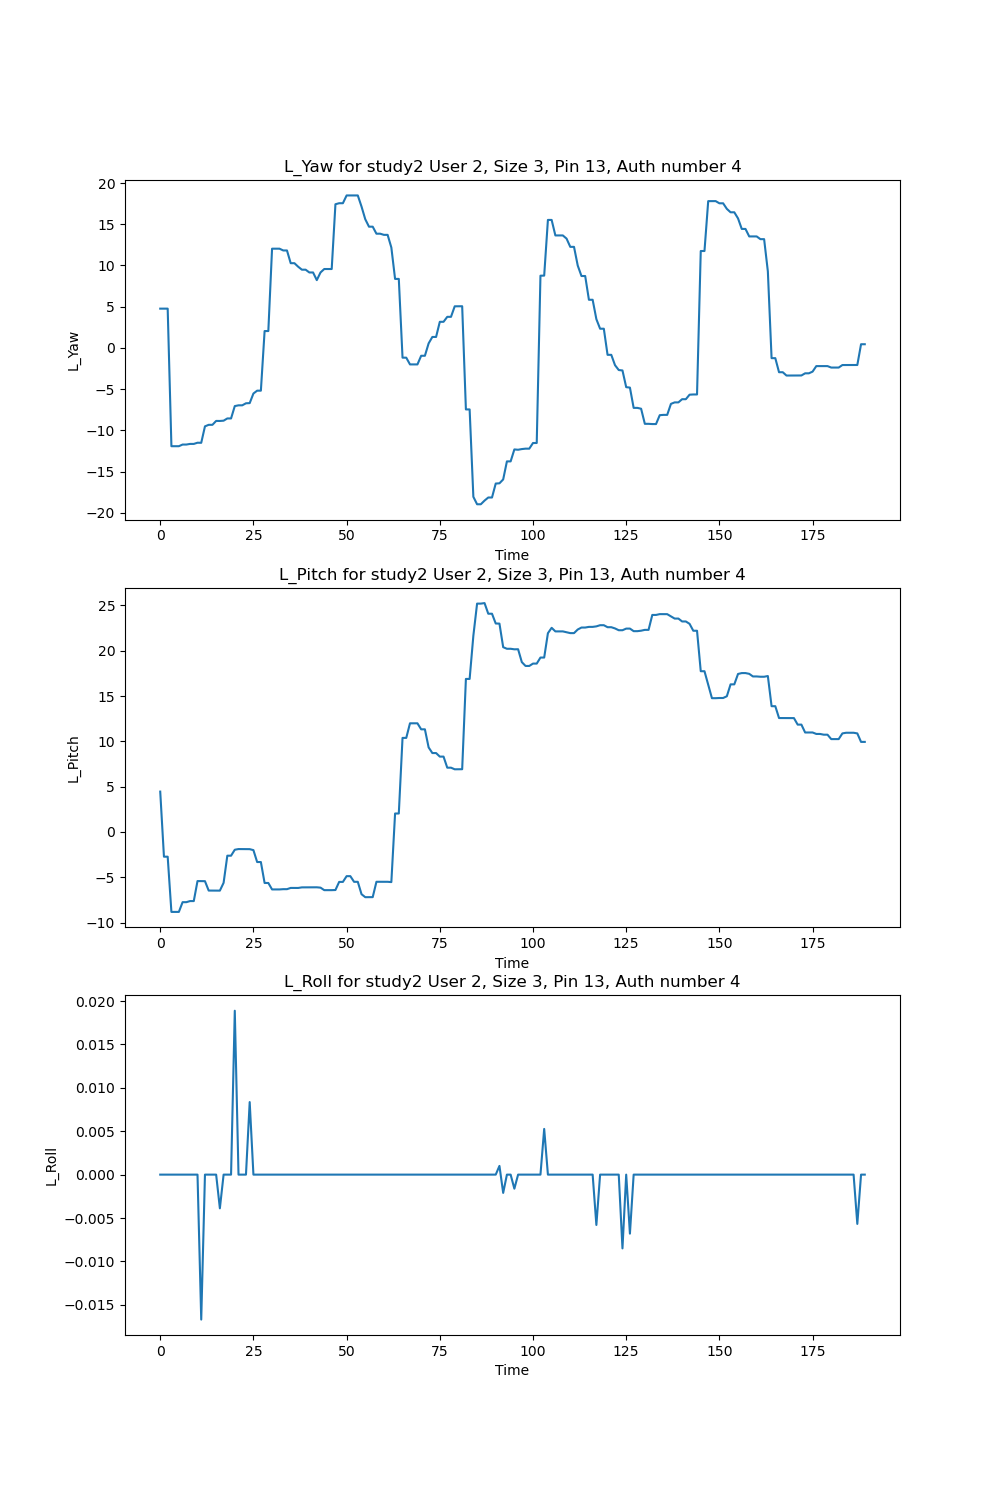 L_Yaw for study2 User 2, Size 3, Pin 13, Auth number 4
20
15
10
5
0
−5
−10
−15
−20
L_Yaw
0 25 50 75 100 125 150 175
Time
L_Pitch for study2 User 2, Size 3, Pin 13, Auth number 4
25
20
15
10
5
0
−5
−10
L_Pitch
0 25 50 75 100 125 150 175
Time
L_Roll for study2 User 2, Size 3, Pin 13, Auth number 4
0.020
0.015
0.010
0.005
0.000
−0.005
−0.010
−0.015
L_Roll
0 25 50 75 100 125 150 175
Time